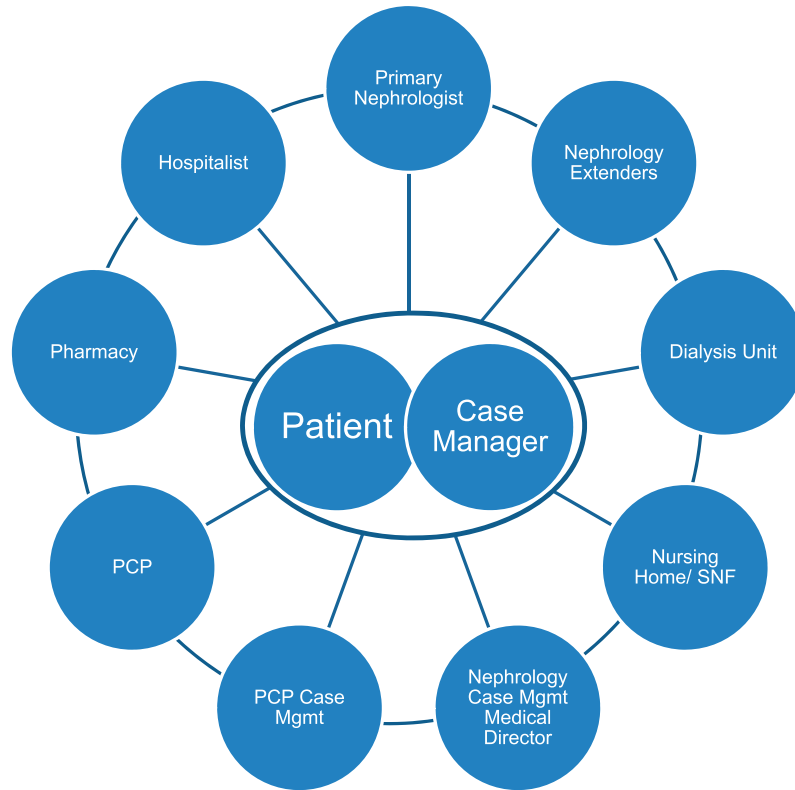 Primary
Nephrologist
Nephrology
Extenders
Hospitalist
Pharmacy
Dialysis Unit
Patient
Case
Manager
PCP
Nursing
Home/ SNF
PCP Case
Mgmt
Nephrology
Case Mgmt
Medical
Director